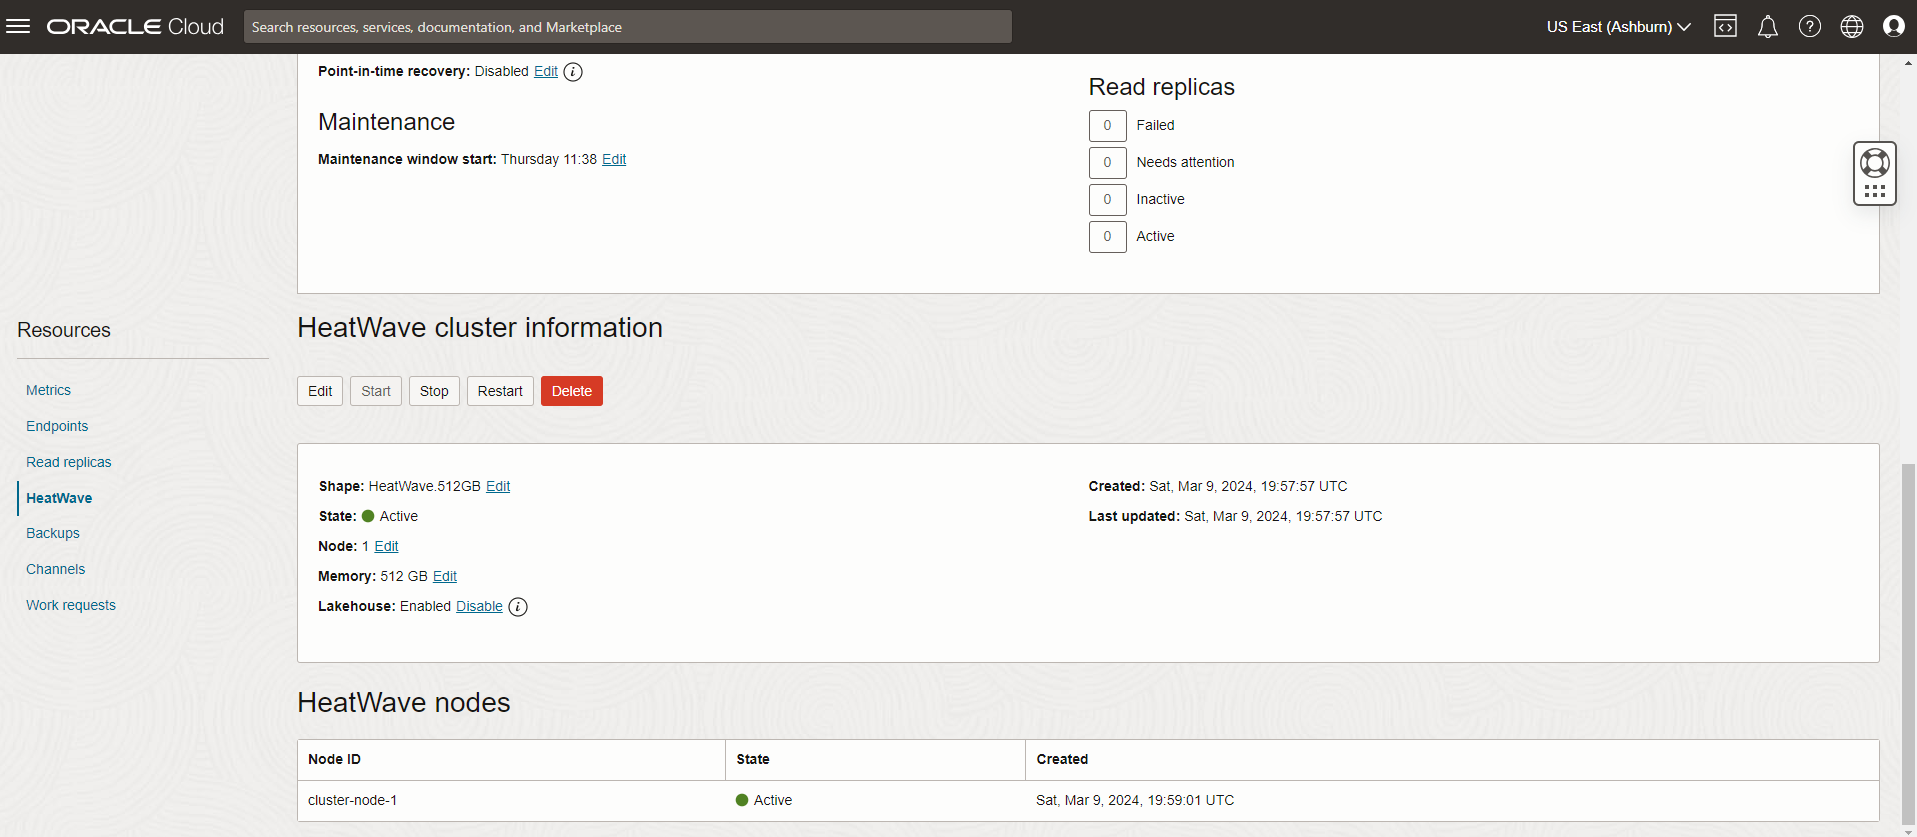 ORACLE Cloud
Search resources, services, documentation, and Marketplace
US East (Ashburn)
Point-in-time recovery: Disabled Edit
Maintenance
Maintenance window start: Thursday 11:38 Edit
Read replicas
0 Failed
0 Needs attention
0 Inactive
0 Active
Resources
Metrics
Endpoints
Read replicas
HeatWave
Backups
Channels
Work requests
HeatWave cluster information
Edit Start Stop Restart Delete
Shape: HeatWave.512GB Edit
State: Active
Node: 1 Edit
Memory: 512 GB Edit
Lakehouse: Enabled Disable
Created: Sat, Mar 9, 2024, 19:57:57 UTC
Last updated: Sat, Mar 9, 2024, 19:57:57 UTC
HeatWave nodes
Node ID State Created
cluster-node-1 Active Sat, Mar 9, 2024, 19:59:01 UTC